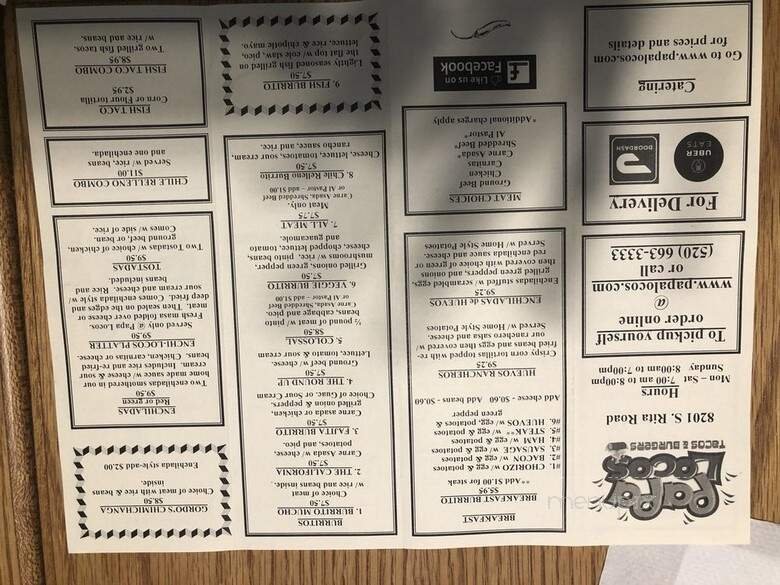 PaPa
LOCOS
TACOS & BURGERS
8201 S. Rita Road
Hours
Mon – Sat 7:00 am to 8:00pm
Sunday 8:00am to 7:00pm
To pickup yourself
order online
@
www.papalocos.com
or call
(520) 663-3333
For Delivery
UBER
EATS
DOORDASH
Catering
Go to www.papalocos.com
for prices and details
BREAKFAST
BREAKFAST BURRITO
$5.95
**Add $1.00 for steak
#1. CHORIZO w/egg & potatoes
#2. BACON w/egg & potatoes
#3. SAUSAGE w/egg & potatoes
#4. HAM w/egg & potatoes
#5. STEAK** w/egg & potatoes
#6. HUEVOS w/egg, potatoes &
green pepper
Add cheese - $0.60 Add beans - $0.60
HUEVOS RANCHEROS
$9.25
Crispy corn tortillas topped with re-
fried beans and eggs then covered w/
our ranchero salsa and cheese.
Served w/ Home style Potatoes
ENCHILADAS de HUEVOS
$9.25
Enchiladas stuffed w/ scrambled eggs,
grilled green peppers, and onions
then covered with choice of green or
red enchilada sauce and cheese.
Served w/ Home Style Potatoes
MEAT CHOICES
Ground Beef
Chicken
Carnitas
Carne Asada*
Shredded Beef*
Al Pastor*
*Additional charges apply
Like us on
Facebook
BURRITOS
1. BURRITO MUCHO
$7.50
Choice of meat
w/ rice and beans inside.
2. THE CALIFORNIA
$7.50
Carne Asada w/ cheese,
potatoes and pico.
3. FAJITA BURRITO
$7.50
Carne asada or chicken,
grilled onion & peppers.
Choice of Guac. or Sour Cream
4. THE ROUND UP
$7.50
Ground beef w/ cheese,
Lettuce, tomato & sour cream
5. COLOSSAL
$8.50
½ pound of meat w/ pinto
beans, cabbage and pico
Carne Asada, Shredded Beef
or Al Pastor – add $1.00
6. VEGGIE BURRITO
$7.50
Grilled onions, green pepper,
mushrooms w/ rice, pinto beans,
cheese, chopped lettuce, tomato
and guacamole.
7. ALL MEAT
$7.75
Meat only.
Carne Asada, Shredded Beef
or Al Pastor – add $1.00
8. Chile Relleno Burrito
$7.50
Cheese, lettuce, tomatoes, sour cream,
rancho sauce, and rice.
9. FISH BURRITO
$7.50
Lightly seasoned fish grilled on
the flat top w/ cole slaw, pico,
lettuce, rice & chipotle mayo.
GORDO'S CHIMICHANGA
$8.50
Choice of meat with rice & beans
inside.
Enchilada style-add $2.00
ENCHILADAS
Red or green
$9.50
Two enchiladas smothered in our
home made sauce w/ cheese & sour
cream. Includes rice and re-fried
beans. Chicken, carnitas or cheese.
ENCHI-LOCOS PLATTER
$9.50
Served only @ Papa Locos.
Fresh masa folded over cheese or
meat. Then sealed on the edges and
deep fried. Comes enchilada style w/
sour cream and cheese. Rice and
beans included.
TOSTADAS
$9.50
Two Tostadas w/ choice of chicken,
ground beef, or bean.
Comes w/ side of rice.
CHILE RELLENO COMBO
$11.00
Served w/ rice, beans
and one enchilada.
FISH TACO
$2.95
Corn or Flour tortilla
FISH TACO COMBO
$8.95
Two grilled fish tacos.
w/ rice and beans.